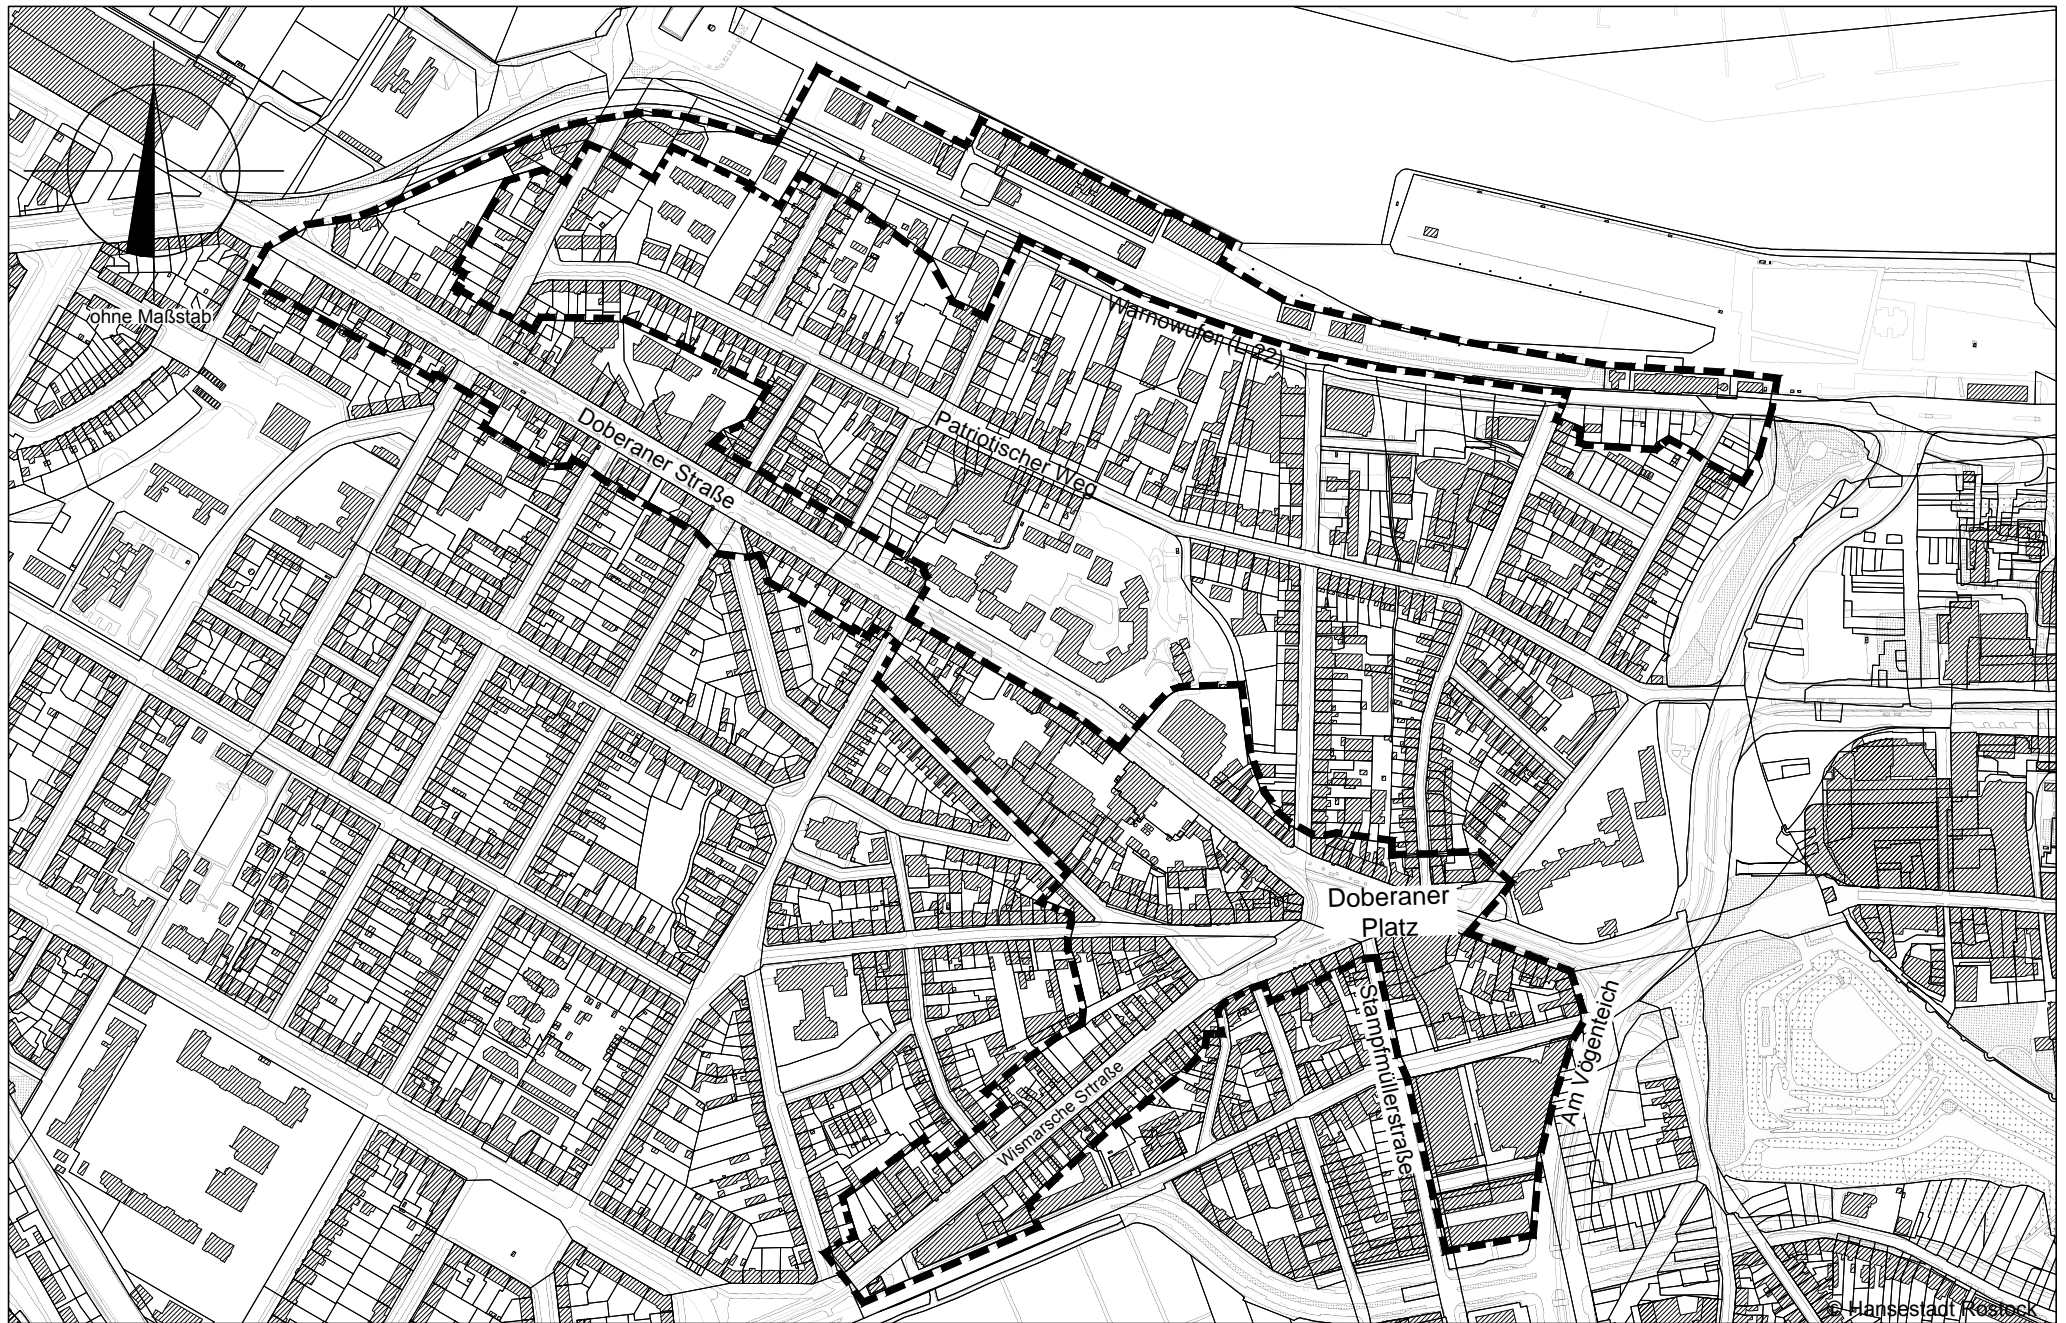 ohne Maßstab
Warnowufer (L 22)
Doberaner Straße
Patriotischer Weg
Doberaner
Platz
Stampfmüllerstraße
Am Vögenteich
Wismarsche Srtraße
© Hansestadt Rostock